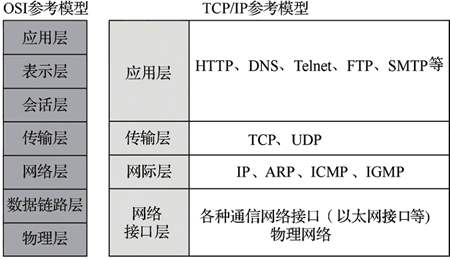 OSI参考模型
TCP/IP参考模型
应用层
表示层
会话层
传输层
网络层
数据链路层
物理层
应用层
HTTP、DNS、Telnet、FTP、SMTP等
传输层
TCP、UDP
网际层
IP、ARP、ICMP 、IGMP
网络
接口层
各种通信网络接口（以太网接口等)
物理网络